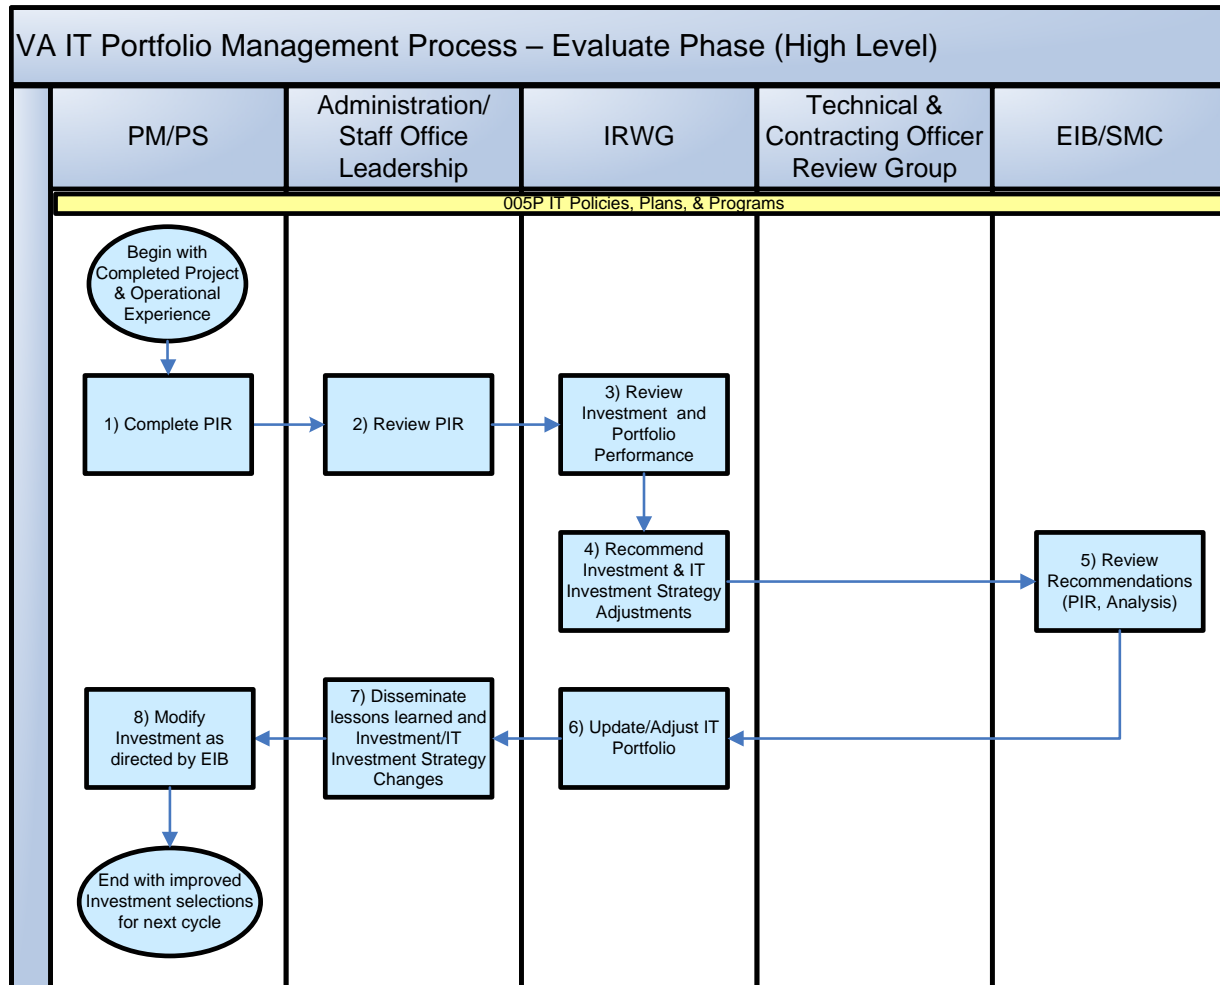 VA IT Portfolio Management Process – Evaluate Phase (High Level)
PM/PS
Administration/
Staff Office
Leadership
IRWG
Technical &
Contracting Officer
Review Group
EIB/SMC
005P IT Policies, Plans, & Programs
Begin with
Completed Project
& Operational
Experience
1) Complete PIR
2) Review PIR
3) Review
Investment and
Portfolio
Performance
4) Recommend
Investment & IT
Investment Strategy
Adjustments
5) Review
Recommendations
(PIR, Analysis)
8) Modify
Investment as
directed by EIB
7) Disseminate
lessons learned and
Investment/IT
Investment Strategy
Changes
6) Update/Adjust IT
Portfolio
End with improved
Investment selections
for next cycle